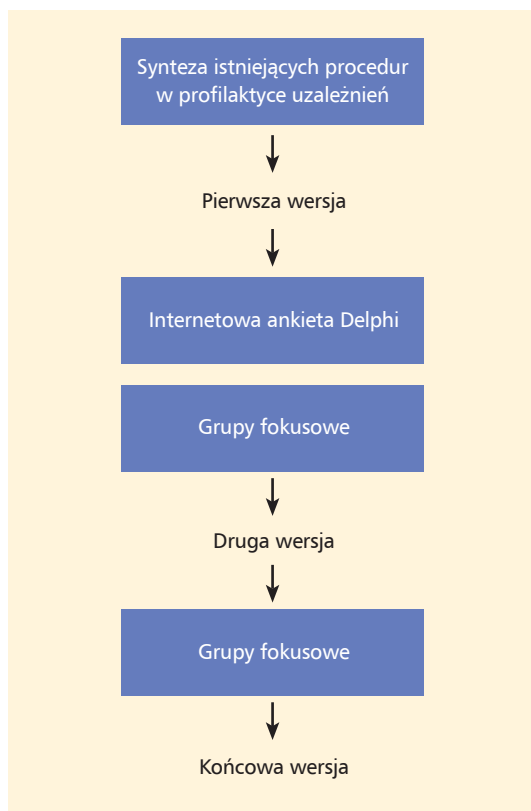 Synteza istniejących procedur
w profilaktyce uzależnień
Pierwsza wersja
Internetowa ankieta Delphi
Grupy fokusowe
Druga wersja
Grupy fokusowe
Końcowa wersja